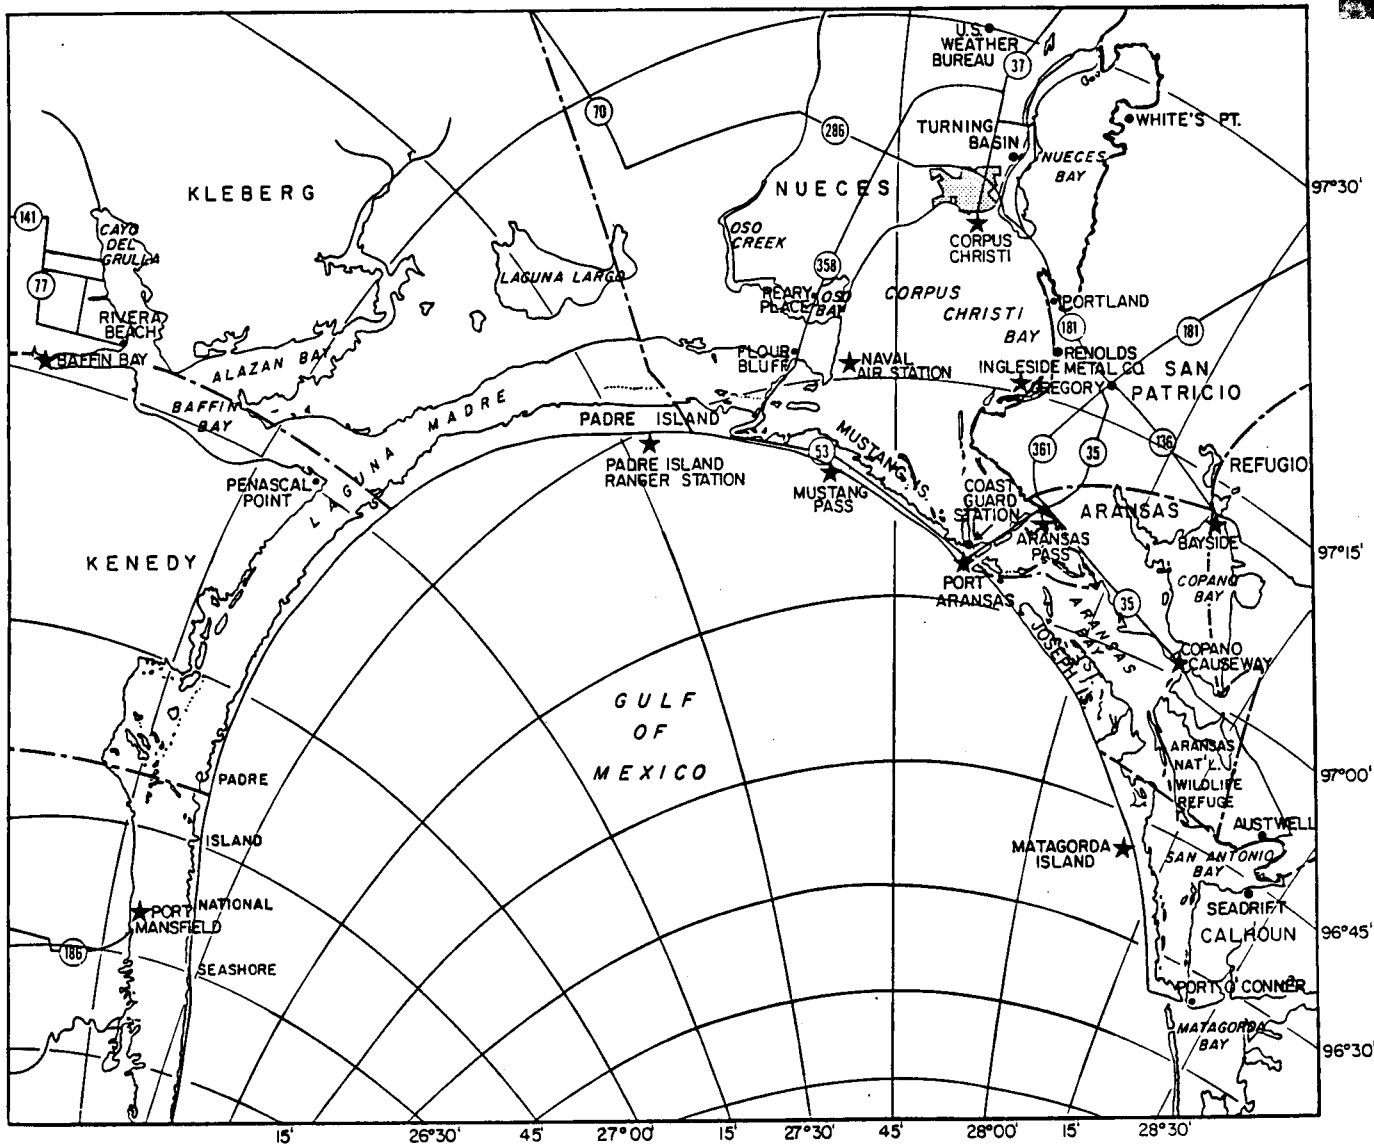 U.S.
WEATHER
BUREAU
37
70
286
TURNING
BASIN
WHITE'S PT.
NUECES
BAY
97°30'
KLEBERG
NUECES
141
CAYO
DEL
GRULLA
OSO
CREEK
CORPUS
CHRISTI
LAGUNA LARGO
358
77
PEARY
PLACE
OSO
BAY
CORPUS
CHRISTI
BAY
PORTLAND
181
181
RIVERA
BEACH
BAFFIN BAY
ALAZAN BAY
FLOUR
BLUFF
NAVAL
AIR STATION
RENOLDS
METAL CO.
INGLESIDE
GREGORY
SAN
PATRICIO
BAFFIN
BAY
LAGUNA MADRE
PADRE ISLAND
MUSTANG IS.
53
361
35
136
REFUGIO
PADRE ISLAND
RANGER STATION
MUSTANG
PASS
PENASCAL
POINT
COAST
GUARD
STATION
ARANSAS
ARANSAS
PASS
BAYSIDE
97°15'
KENEDY
PORT
ARANSAS
COPANO
BAY
35
ARANSAS
BAY
ST.
JOSEPH IS.
COPANO
CAUSEWAY
GULF
OF
MEXICO
ARANSAS
NAT'L.
WILDLIFE
REFUGE
97°00'
PADRE
ISLAND
NATIONAL
SEASHORE
AUSTWELL
MATAGORDA
ISLAND
SAN ANTONIO
BAY
PORT
MANSFIELD
SEADRIFT
CALHOUN
96°45'
186
PORT O'CONNER
MATAGORDA
BAY
96°30'
15' 26°30' 45' 27°00' 15' 27°30' 45' 28°00' 15' 28°30'